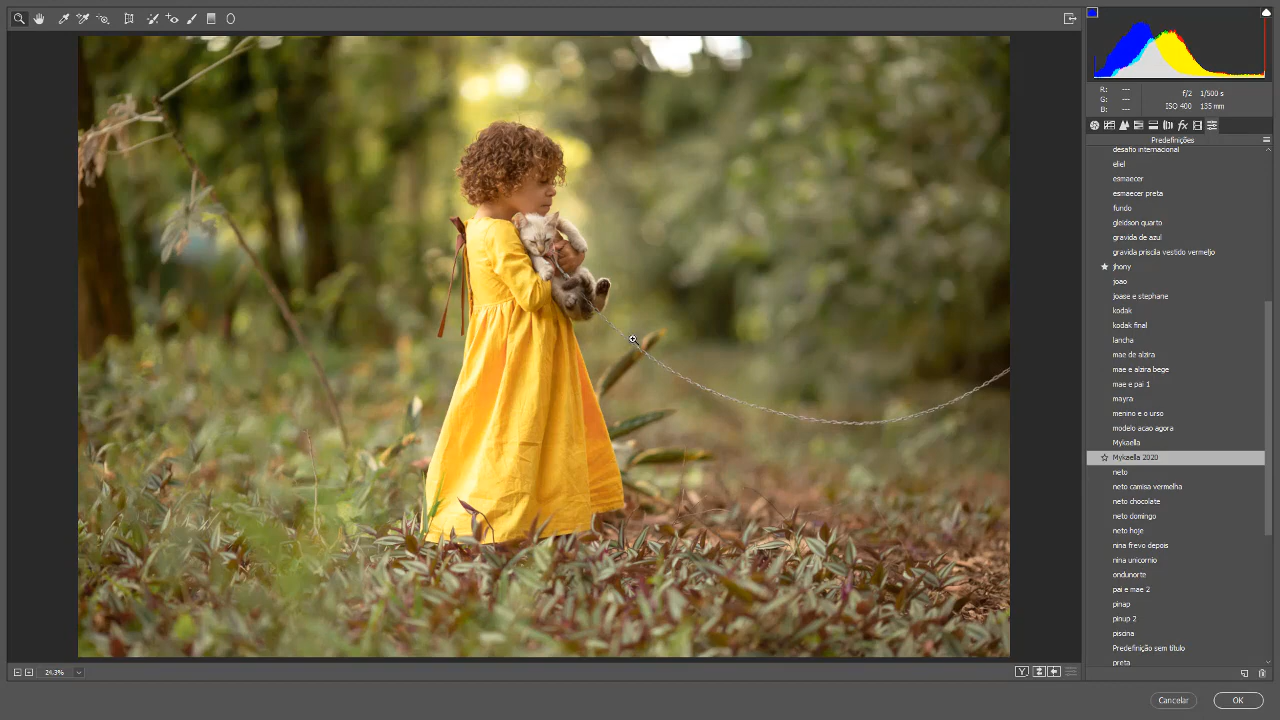 R: ---
G: ---
B: ---
f/2 1/500 s
ISO 400 135 mm
fx
Predefinições
desafio internacional
eliel
esmaecer
esmaecer preta
fundo
gleidson quarto
gravida de azul
gravida priscila vestido vermeljo
jhony
joao
joase e stephane
kodak
kodak final
lancha
mae de alzira
mae e alzira bege
mae e pai 1
mayra
menino e o urso
modelo acao agora
Mykaella
Mykaella 2020
neto
neto camisa vermelha
neto chocolate
neto domingo
neto hoje
nina frevo depois
nina unicornio
ondunorte
pai e mae 2
pinap
pinup 2
piscina
Predefinição sem título
preta
24.3%
Y
Cancelar
OK